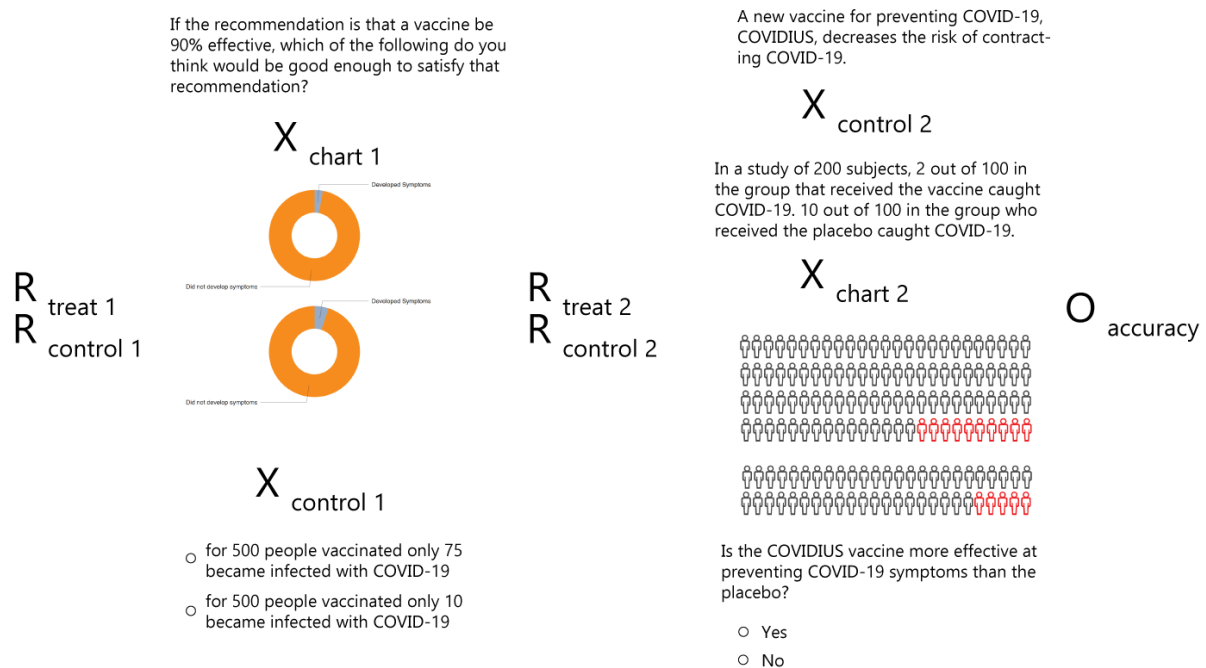 If the recommendation is that a vaccine be
90% effective, which of the following do you
think would be good enough to satisfy that
recommendation?
X chart 1
Developed Symptoms
Did not develop symptoms
Developed Symptoms
Did not develop symptoms
R treat 1
R control 1
X control 1
for 500 people vaccinated only 75
became infected with COVID-19
for 500 people vaccinated only 10
became infected with COVID-19
R treat 2
R control 2
A new vaccine for preventing COVID-19,
COVIDIUS, decreases the risk of contract-
ing COVID-19.
X control 2
In a study of 200 subjects, 2 out of 100 in
the group that received the vaccine caught
COVID-19. 10 out of 100 in the group who
received the placebo caught COVID-19.
X chart 2
Is the COVIDIUS vaccine more effective at
preventing COVID-19 symptoms than the
placebo?
Yes
No
O accuracy